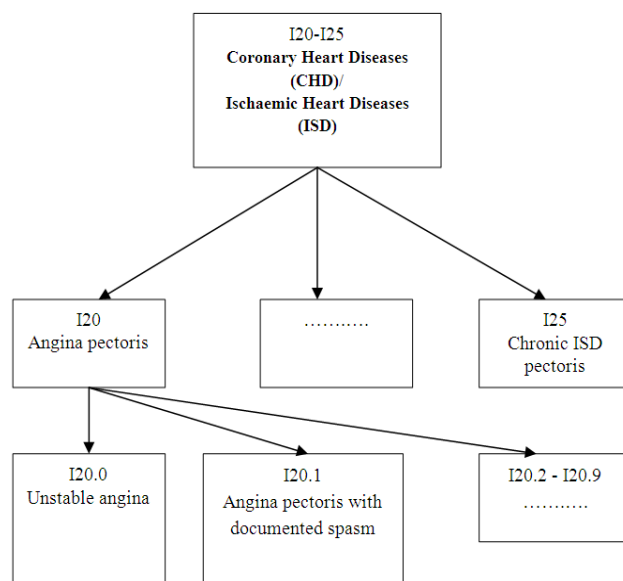 I20-I25
Coronary Heart Diseases
(CHD)/
Ischaemic Heart Diseases
(ISD)
I20
Angina pectoris
………..
I25
Chronic ISD
pectoris
I20.0
Unstable angina
I20.1
Angina pectoris with
documented spasm
I20.2 - I20.9
………..